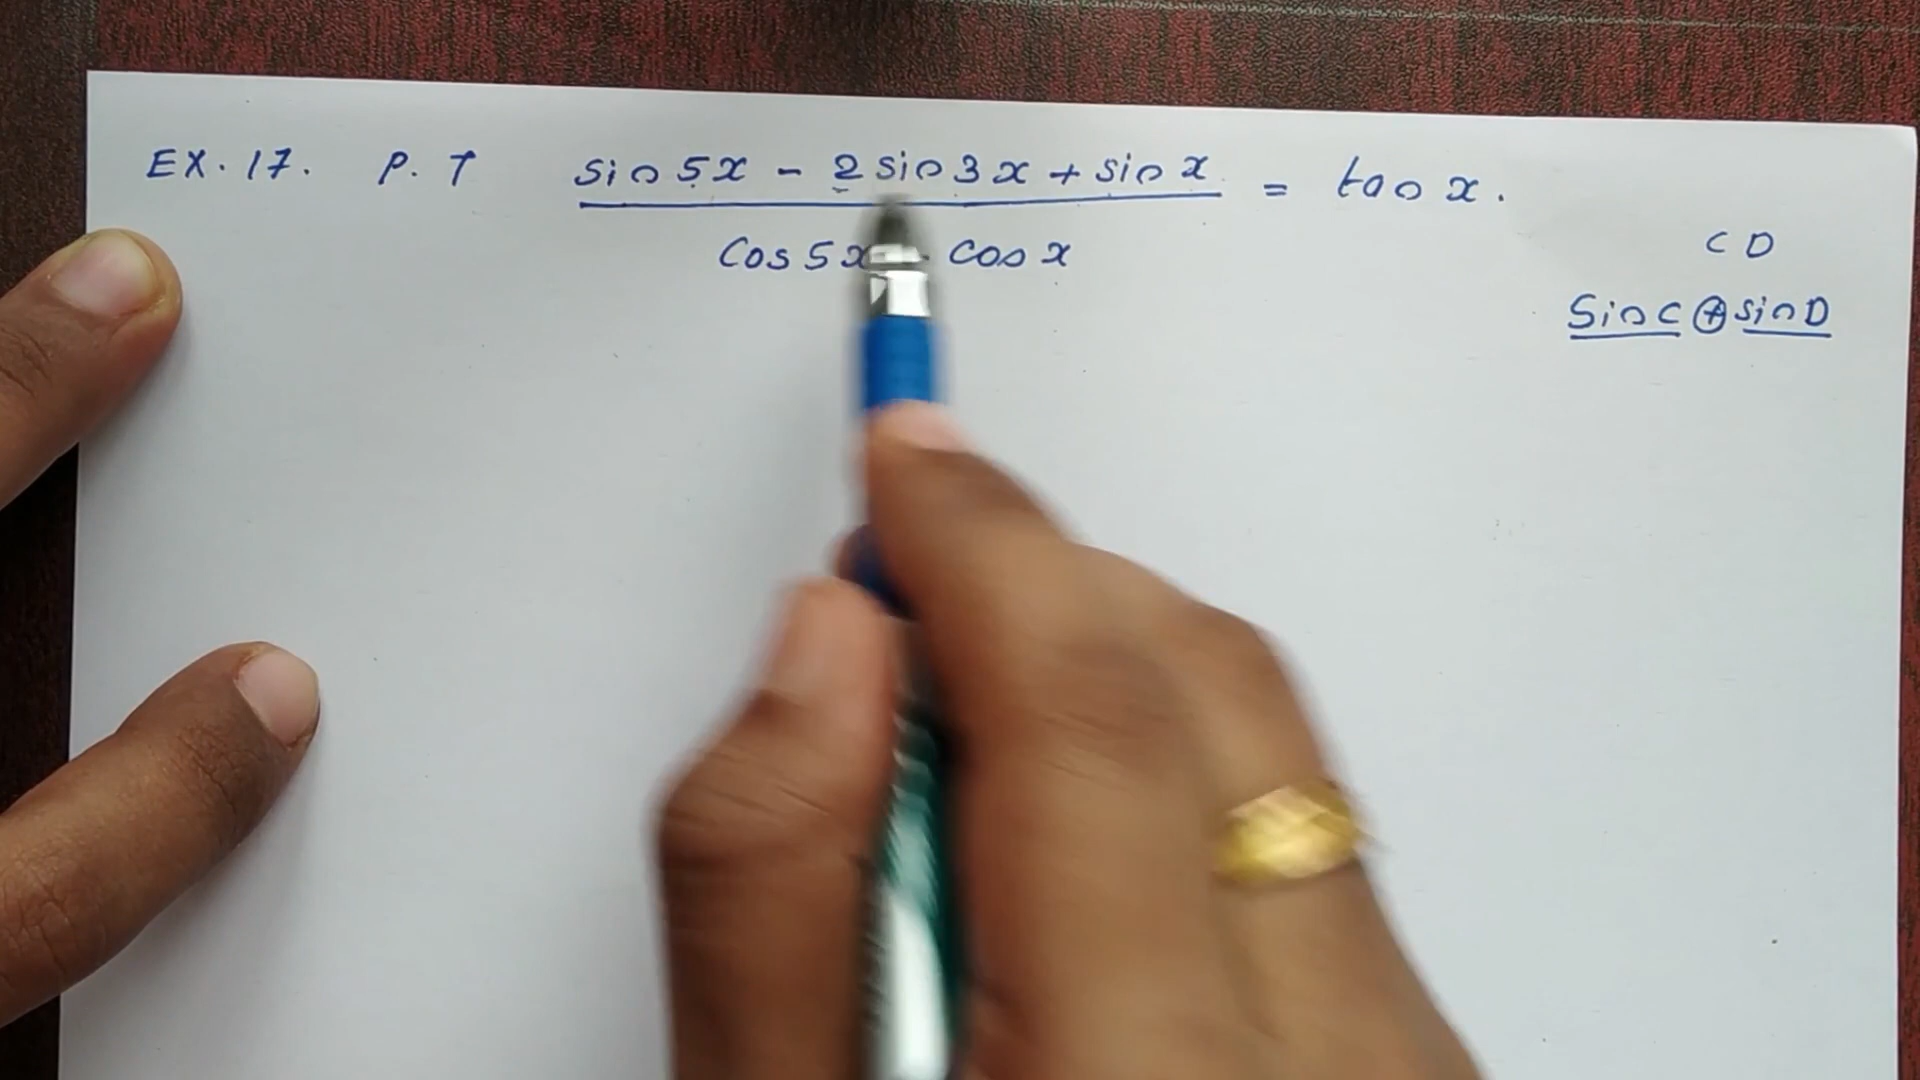 EX. 17. P. T sin 5x - 2 sin 3x + sin x = tan x.
cos 5x - cos x
C D
Sin C + sin D